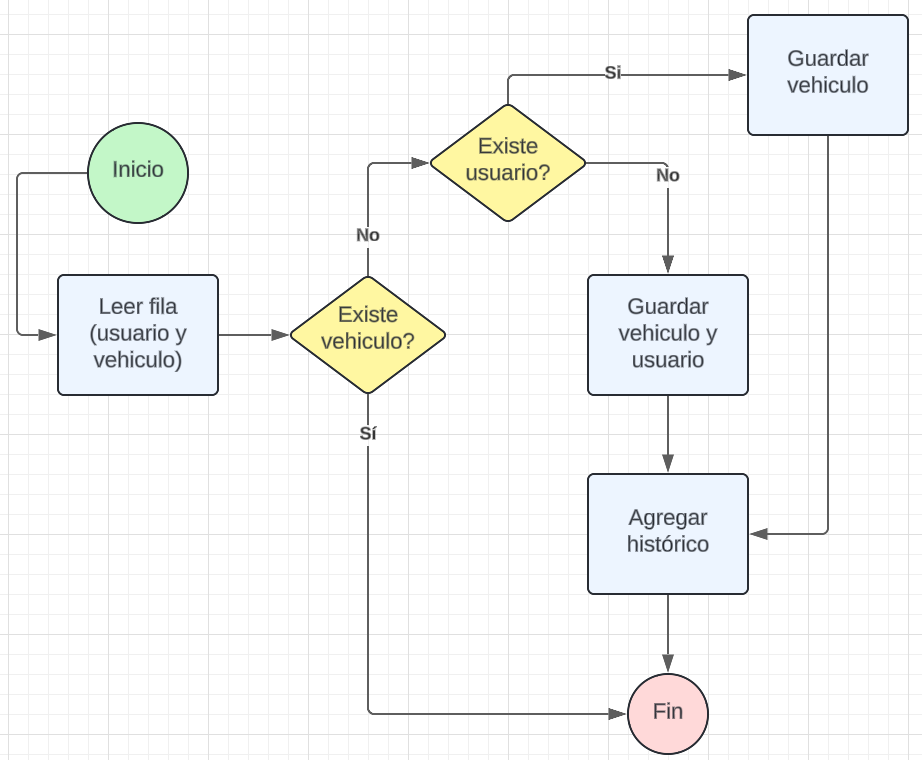 Inicio
Leer fila
(usuario y
vehiculo)
Existe
vehiculo?
No
Sí
Existe
usuario?
Si
No
Guardar
vehiculo
Guardar
vehiculo y
usuario
Agregar
histórico
Fin